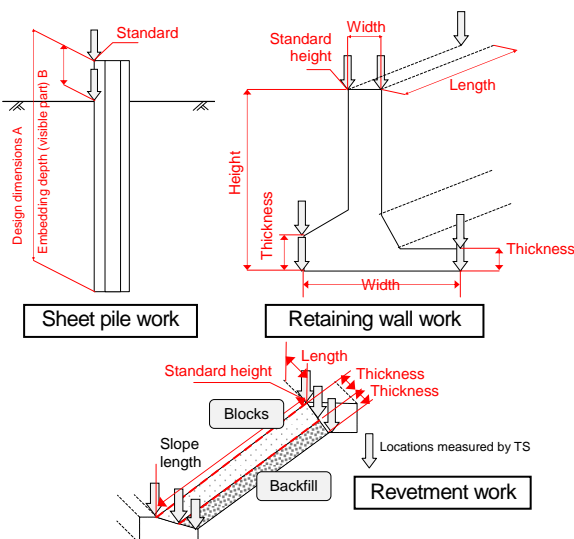 Standard
Design dimensions A
Embedding depth (visible part) B
Sheet pile work
Width
Standard
height
Length
Height
Thickness
Thickness
Width
Retaining wall work
Length
Standard height
Thickness
Thickness
Blocks
Slope
length
Backfill
Locations measured by TS
Revetment work